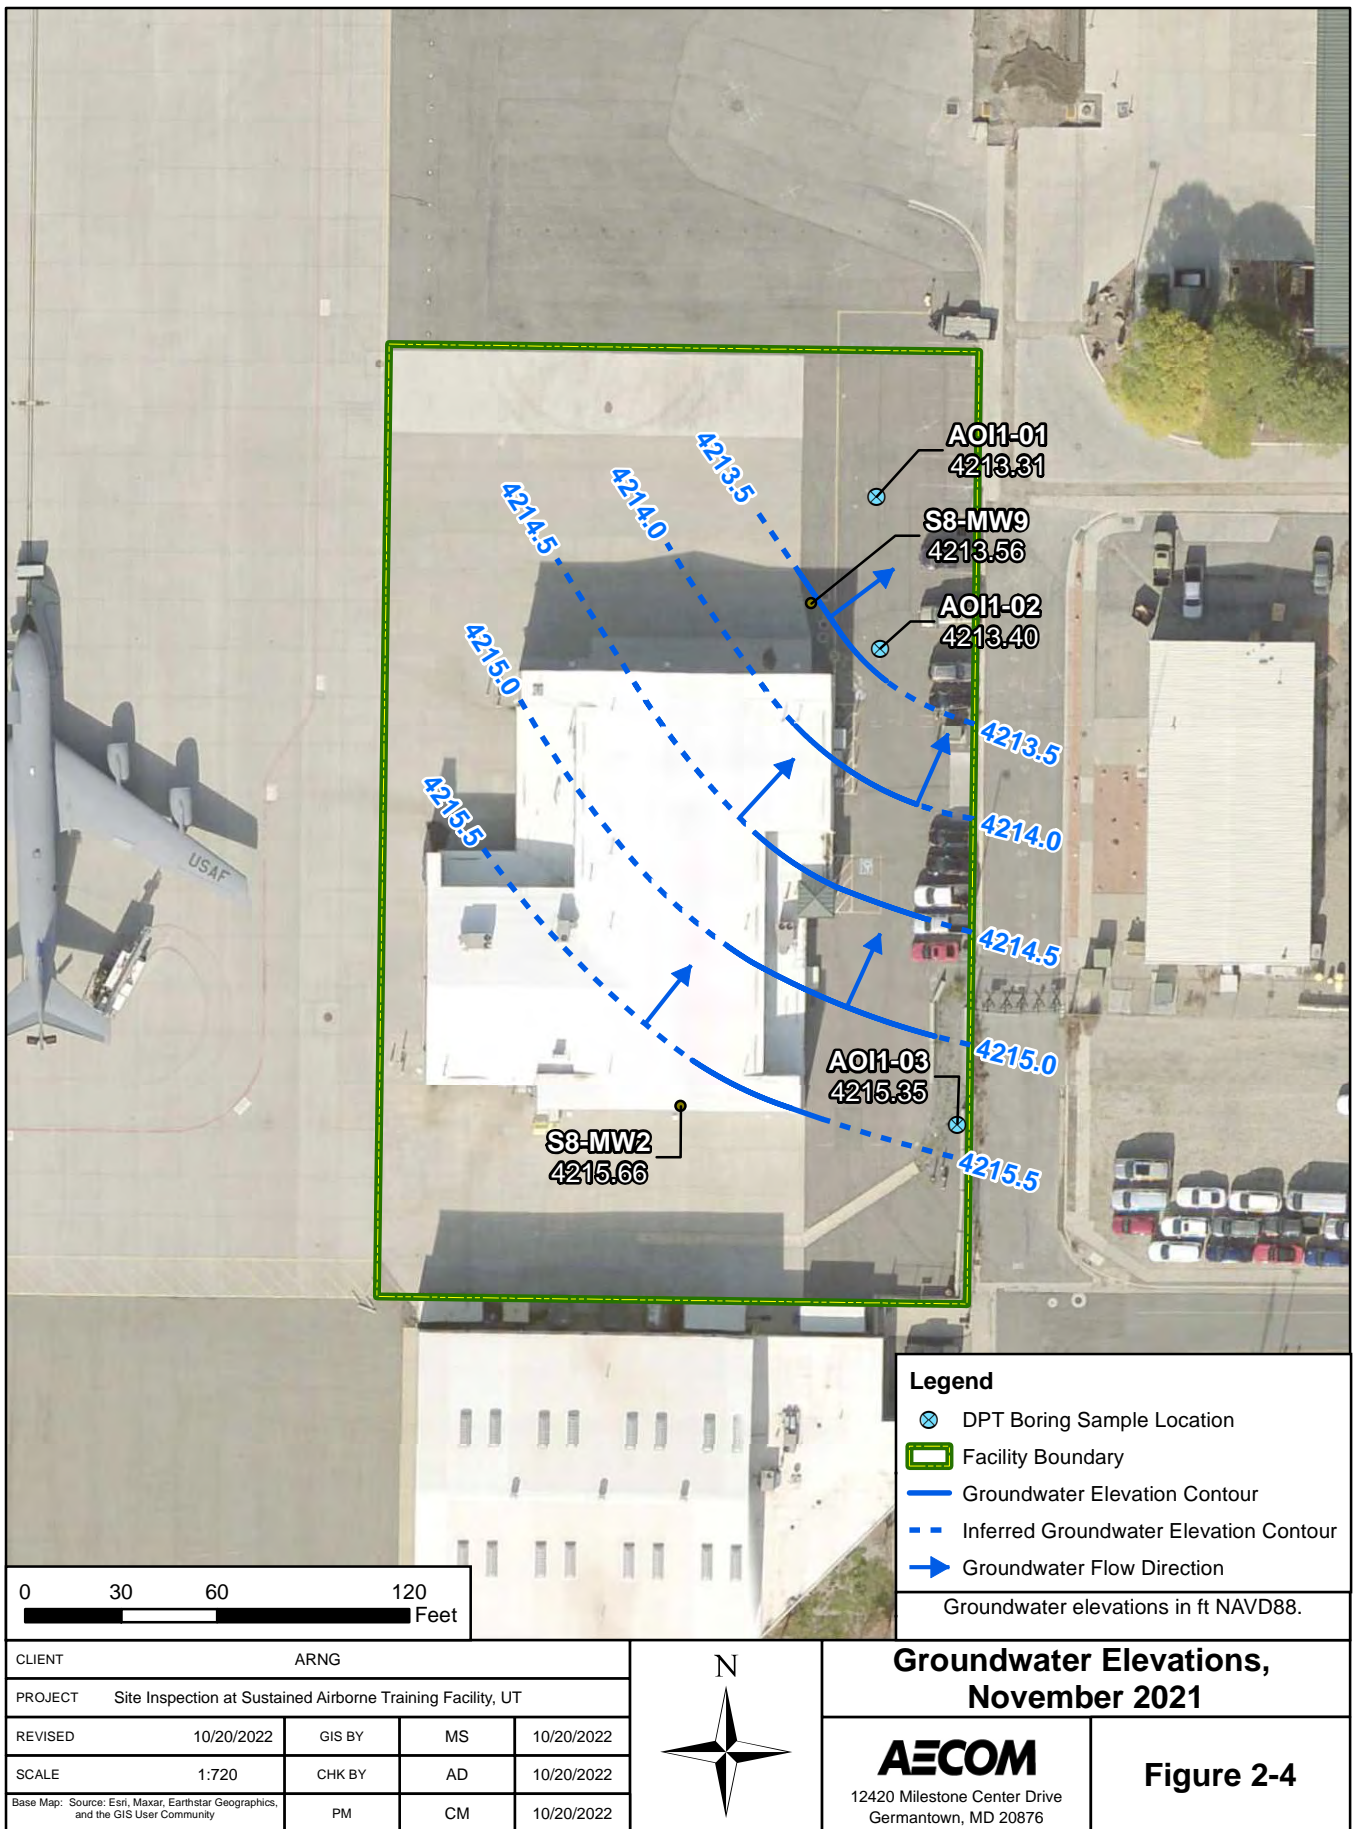 AOI1-01
4213.31
4213.5
4214.0
4214.5
S8-MW9
4213.56
AOI1-02
4213.40
4215.0
4213.5
4215.5
4214.0
USAF
4214.5
4215.0
AOI1-03
4215.35
S8-MW2
4215.66
4215.5
Legend
DPT Boring Sample Location
Facility Boundary
Groundwater Elevation Contour
Inferred Groundwater Elevation Contour
Groundwater Flow Direction
Groundwater elevations in ft NAVD88.
0 30 60 120
Feet
CLIENT ARNG
PROJECT Site Inspection at Sustained Airborne Training Facility, UT
REVISED 10/20/2022 GIS BY MS 10/20/2022
SCALE 1:720 CHK BY AD 10/20/2022
Base Map: Source: Esri, Maxar, Earthstar Geographics,
and the GIS User Community
PM CM 10/20/2022
N
Groundwater Elevations,
November 2021
AECOM
12420 Milestone Center Drive
Germantown, MD 20876
Figure 2-4